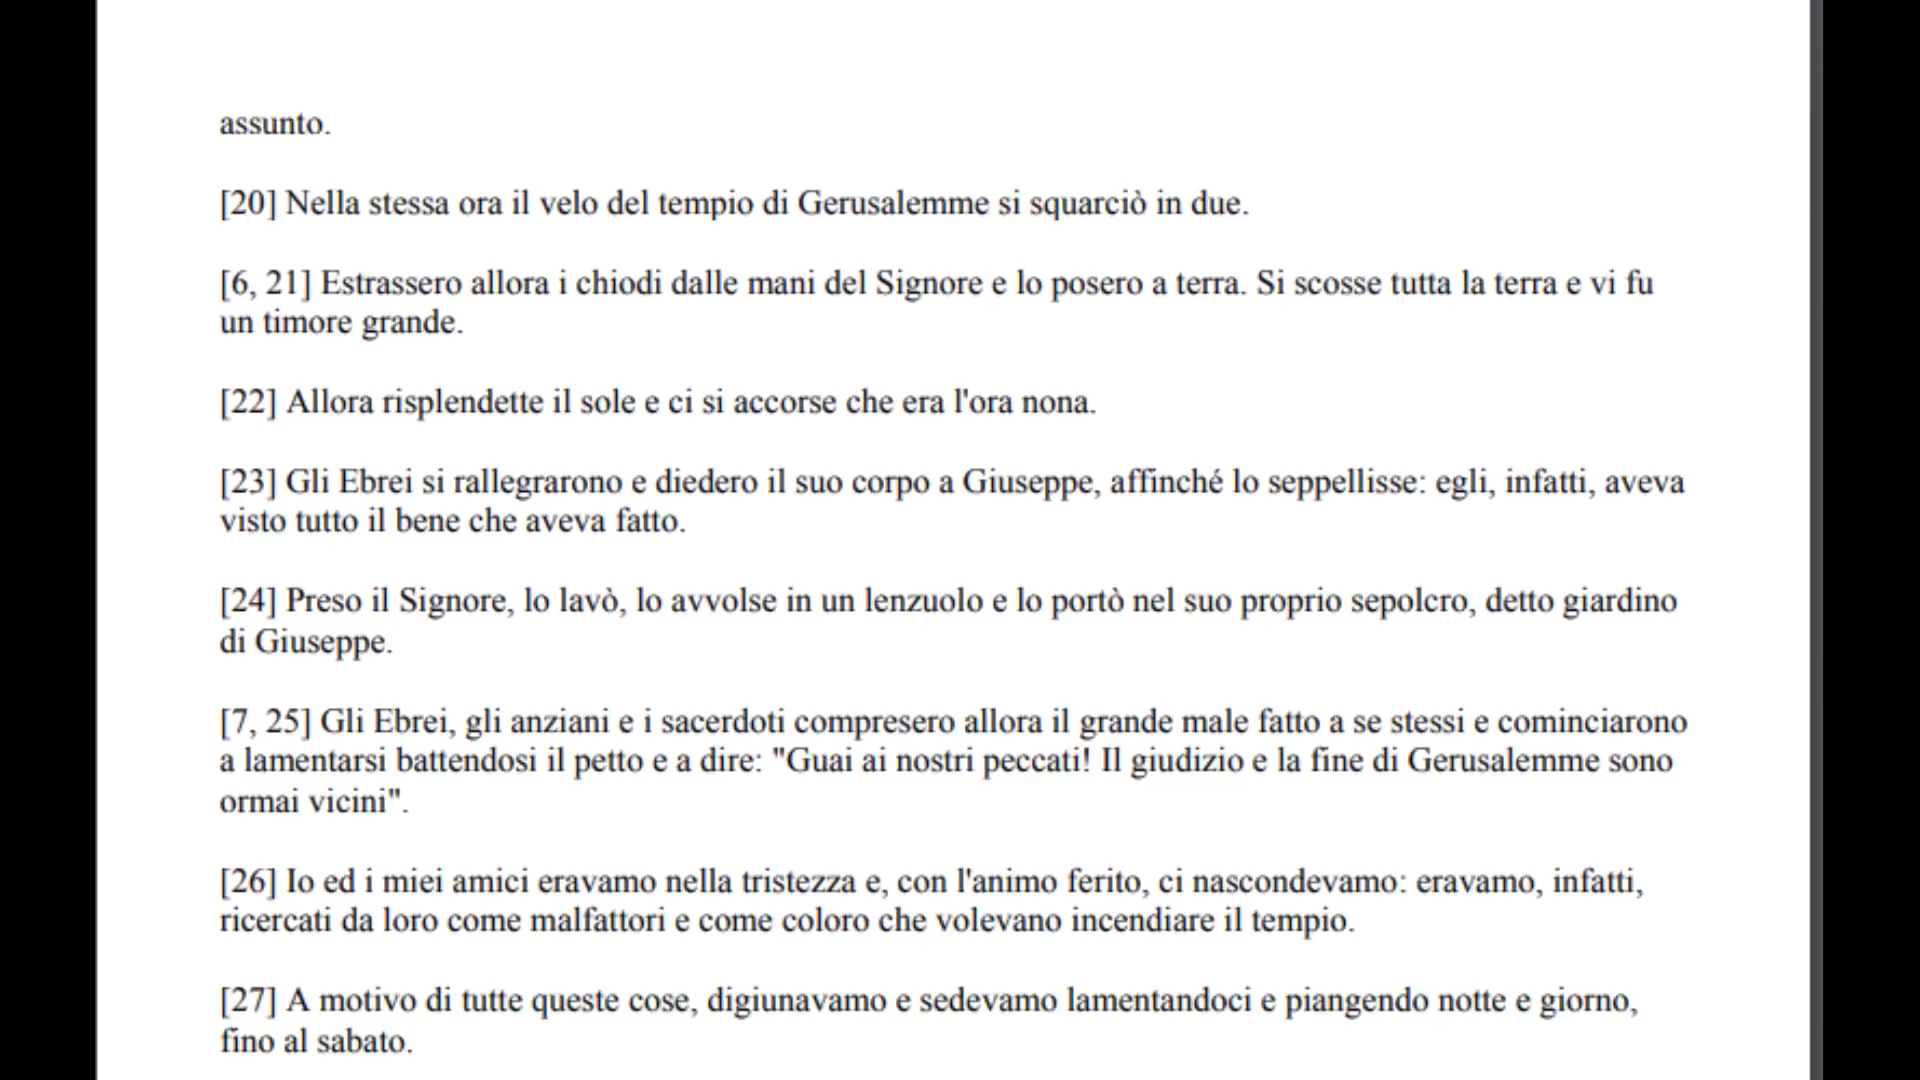 assunto.
[20] Nella stessa ora il velo del tempio di Gerusalemme si squarciò in due.
[6, 21] Estrassero allora i chiodi dalle mani del Signore e lo posero a terra. Si scosse tutta la terra e vi fu
un timore grande.
[22] Allora risplendette il sole e ci si accorse che era l'ora nona.
[23] Gli Ebrei si rallegrarono e diedero il suo corpo a Giuseppe, affinché lo seppellisse: egli, infatti, aveva
visto tutto il bene che aveva fatto.
[24] Preso il Signore, lo lavò, lo avvolse in un lenzuolo e lo portò nel suo proprio sepolcro, detto giardino
di Giuseppe.
[7, 25] Gli Ebrei, gli anziani e i sacerdoti compresero allora il grande male fatto a se stessi e cominciarono
a lamentarsi battendosi il petto e a dire: "Guai ai nostri peccati! Il giudizio e la fine di Gerusalemme sono
ormai vicini".
[26] Io ed i miei amici eravamo nella tristezza e, con l'animo ferito, ci nascondevamo: eravamo, infatti,
ricercati da loro come malfattori e come coloro che volevano incendiare il tempio.
[27] A motivo di tutte queste cose, digiunavamo e sedevamo lamentandoci e piangendo notte e giorno,
fino al sabato.